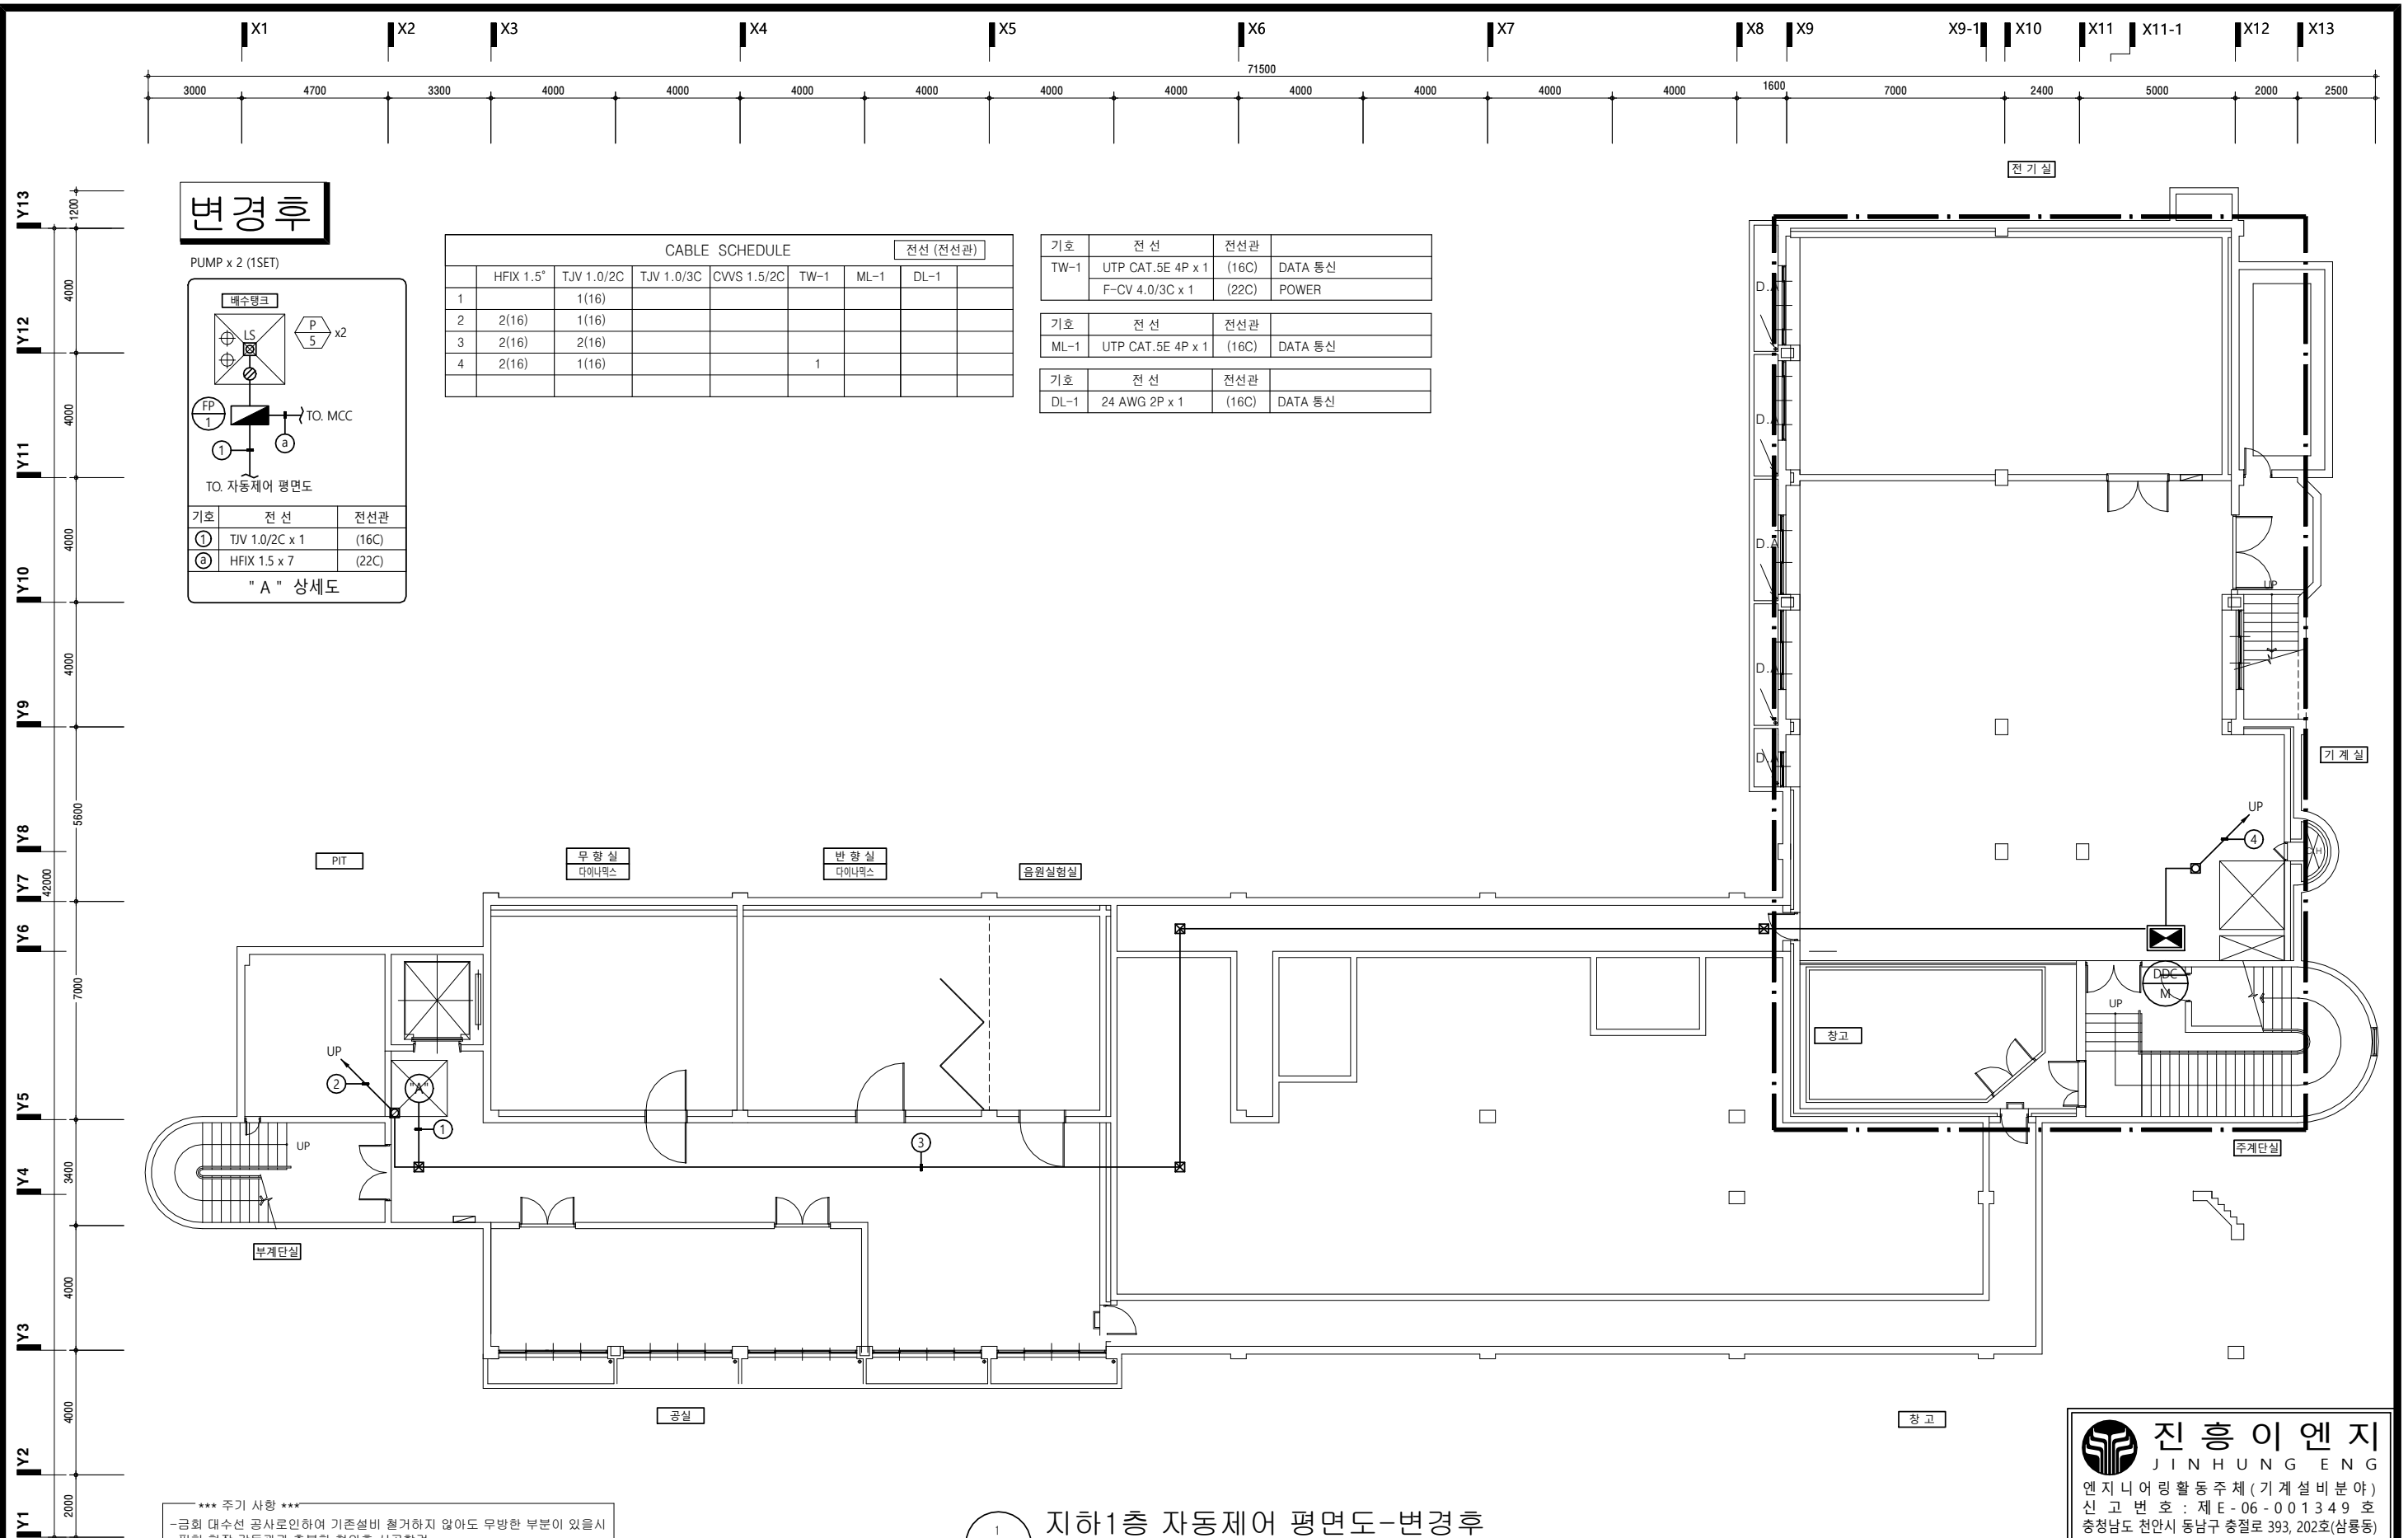 X1 X2 X3 X4 X5 X6 X7 X8 X9 X9-1 X10 X11 X11-1 X12 X13
71500
3000 4700 3300 4000 4000 4000 4000 4000 4000 4000 4000 4000 4000 1600 7000 2400 5000 2000 2500
Y13
Y12
Y11
Y10
Y9
Y8
Y7
Y6
Y5
Y4
Y3
Y2
Y1
1200
4000
4000
4000
4000
5600
42000
7000
3400
4000
4000
2000
변경후
PUMP x 2 (1SET)
배수탱크
LS
P
5
x2
FP
1
TO. MCC
1
a
TO. 자동제어 평면도
기호 전 선 전선관
1 TJV 1.0/2C x 1 (16C)
a HFIX 1.5 x 7 (22C)
" A " 상세도
CABLE SCHEDULE 전선 (전선관)
HFIX 1.5° TJV 1.0/2C TJV 1.0/3C CVVS 1.5/2C TW-1 ML-1 DL-1
1 1(16)
2 2(16) 1(16)
3 2(16) 2(16)
4 2(16) 1(16) 1
기호 전 선 전선관
TW-1 UTP CAT.5E 4P x 1 (16C) DATA 통신
F-CV 4.0/3C x 1 (22C) POWER
기호 전 선 전선관
ML-1 UTP CAT.5E 4P x 1 (16C) DATA 통신
기호 전 선 전선관
DL-1 24 AWG 2P x 1 (16C) DATA 통신
전 기 실
D.A
D.A
D.A
D.A
D.A
UP
기 계 실
UP
4
PIT
무 향 실
다이나믹스
반 향 실
다이나믹스
음원실험실
DDC
M
UP
창고
UP
2
"A"
1
3
UP
부계단실
주계단실
공실
창 고
*** 주기 사항 ***
-금회 대수선 공사로인하여 기존설비 철거하지 않아도 무방한 부분이 있을시
1
지하1층 자동제어 평면도-변경후
진 흥 이 엔 지
JINHUNG ENG
엔지니어링활동주체(기계설비분야)
신 고 번 호 : 제 E - 06 - 0 0 1 3 4 9 호
충청남도 천안시 동남구 충절로 393, 202호(삼룡동)